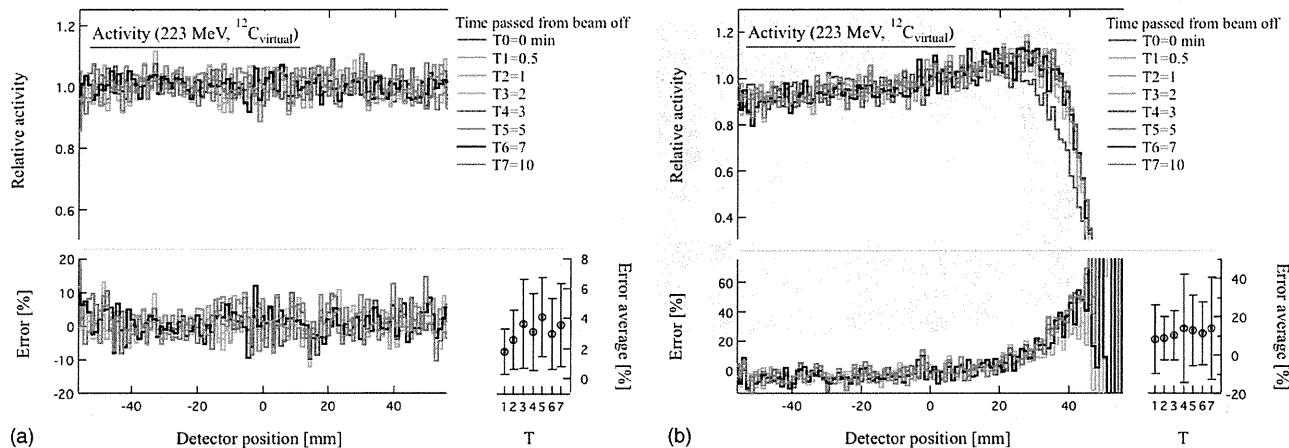 1.2
1.0
0.8
0.6
Relative activity
Activity (223 MeV, ¹²C_virtual)
Time passed from beam off
T0=0 min
T1=0.5
T2=1
T3=2
T4=3
T5=5
T6=7
T7=10
20
10
0
-10
-20
Error [%]
-40
-20
0
20
40
Detector position [mm]
8
6
4
2
0
Error average [%]
1 2 3 4 5 6 7
T
(a)
1.2
1.0
0.8
0.6
0.4
Relative activity
Activity (223 MeV, ¹²C_virtual)
Time passed from beam off
T0=0 min
T1=0.5
T2=1
T3=2
T4=3
T5=5
T6=7
T7=10
60
40
20
0
Error [%]
-40
-20
0
20
40
Detector position [mm]
40
20
0
-20
Error average [%]
1 2 3 4 5 6 7
T
(b)